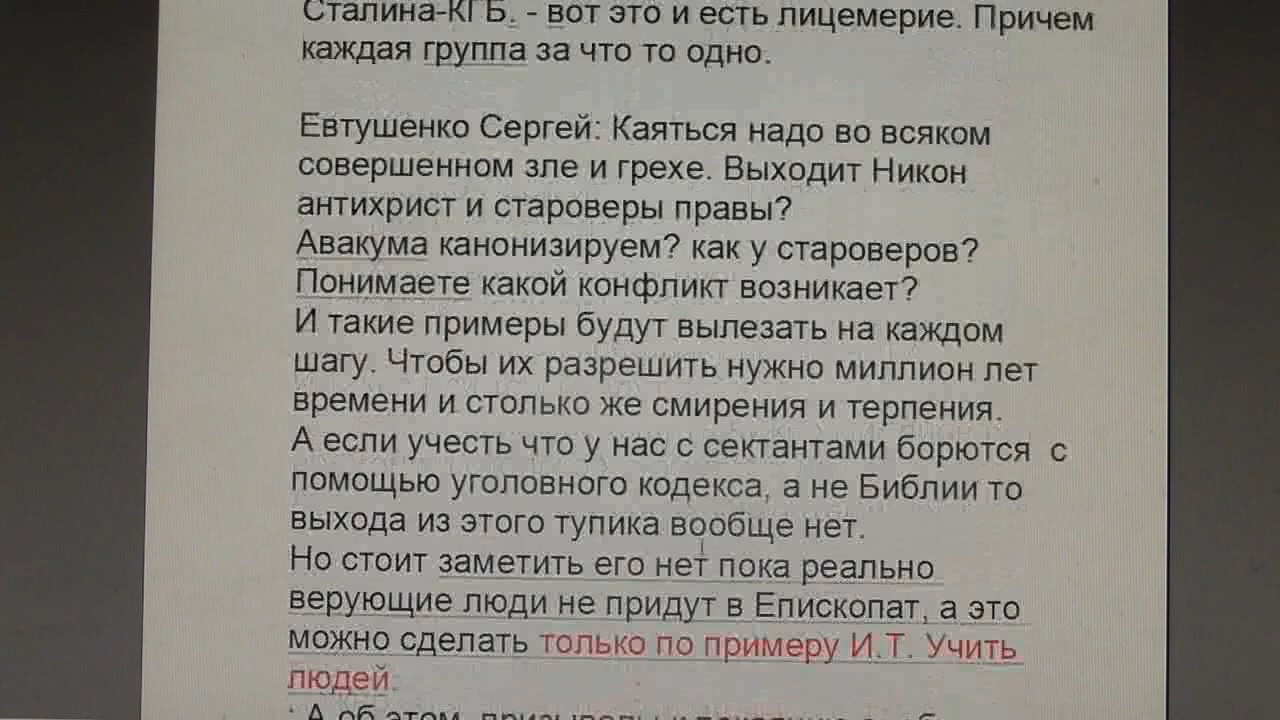 Сталина-КГБ. - вот это и есть лицемерие. Причем
каждая группа за что то одно.
Евтушенко Сергей: Каяться надо во всяком
совершенном зле и грехе. Выходит Никон
антихрист и староверы правы?
Авакума канонизируем? как у староверов?
Понимаете какой конфликт возникает?
И такие примеры будут вылезать на каждом
шагу. Чтобы их разрешить нужно миллион лет
времени и столько же смирения и терпения.
А если учесть что у нас с сектантами борются с
помощью уголовного кодекса, а не Библии то
выхода из этого тупика вообще нет.
Но стоит заметить его нет пока реально
верующие люди не придут в Епископат, а это
можно сделать только по примеру И.Т. Учить
людей.
А об этом